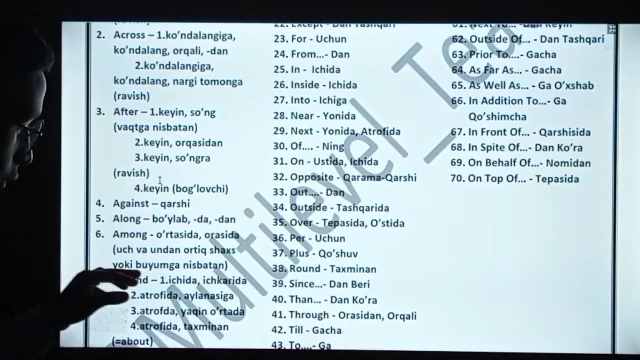 (ravish)
2. Across – 1.ko'ndalangiga,
ko'ndalang, orqali, -dan
2.ko'ndalangiga,
ko'ndalang, nargi tomonga
(ravish)
3. After – 1.keyin, so'ng
(vaqtga nisbatan)
2.keyin, orqasidan
3.keyin, so'ngra
(ravish)
4.keyin (bog'lovchi)
4. Against – qarshi
5. Along – bo'ylab, -da, -dan
6. Among - o'rtasida, orasida
(uch va undan ortiq shaxs
yoki buyumga nisbatan)
– 1.ichida, ichkarida
2.atrofida, aylanasiga
3.atrofda, yaqin o'rtada
4.atrofida, taxminan
(=about)
22. Except - Dan Tashqari
23. For - Uchun
24. From...- Dan
25. In - Ichida
26. Inside - Ichida
27. Into - Ichiga
28. Near - Yonida
29. Next - Yonida, Atrofida
30. Of.... - Ning
31. On - Ustida, Ichida
32. Opposite - Qarama-Qarshi
33. Out....- Dan
34. Outside - Tashqarida
35. Over - Tepasida, O'stida
36. Per - Uchun
37. Plus - Qo'shuv
38. Round - Taxminan
39. Since...- Dan Beri
40. Than...- Dan Ko'ra
41. Through - Orasidan, Orqali
42. Till - Gacha
43. To....- Ga
61. Next To... - Dan Keyin
62. Outside Of...- Dan Tashqari
63. Prior To....- Gacha
64. As Far As... - Gacha
65. As Well As... - Ga O'xshab
66. In Addition To...- Ga
Qo'shimcha
67. In Front Of...- Qarshisida
68. In Spite Of...- Dan Ko'ra
69. On Behalf Of...- Nomidan
70. On Top Of... - Tepasida
Multilevel_Tea